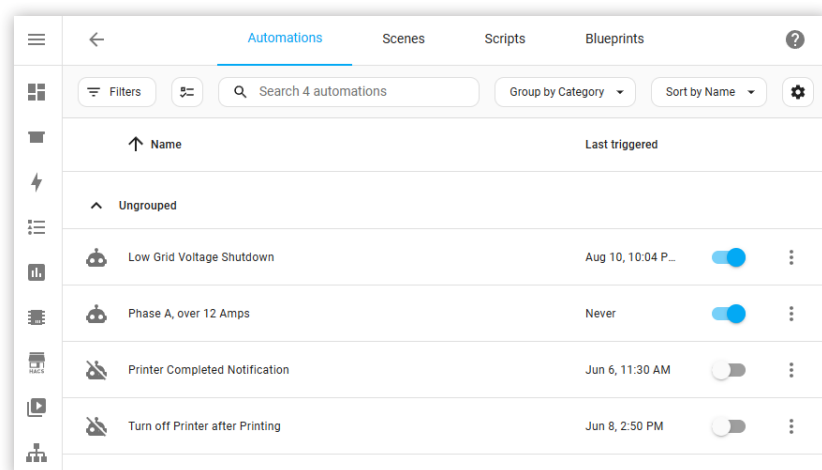 Automations Scenes Scripts Blueprints
Filters Search 4 automations Group by Category Sort by Name
Name Last triggered
Ungrouped
Low Grid Voltage Shutdown Aug 10, 10:04 P...
Phase A, over 12 Amps Never
Printer Completed Notification Jun 6, 11:30 AM
HACS
Turn off Printer after Printing Jun 8, 2:50 PM